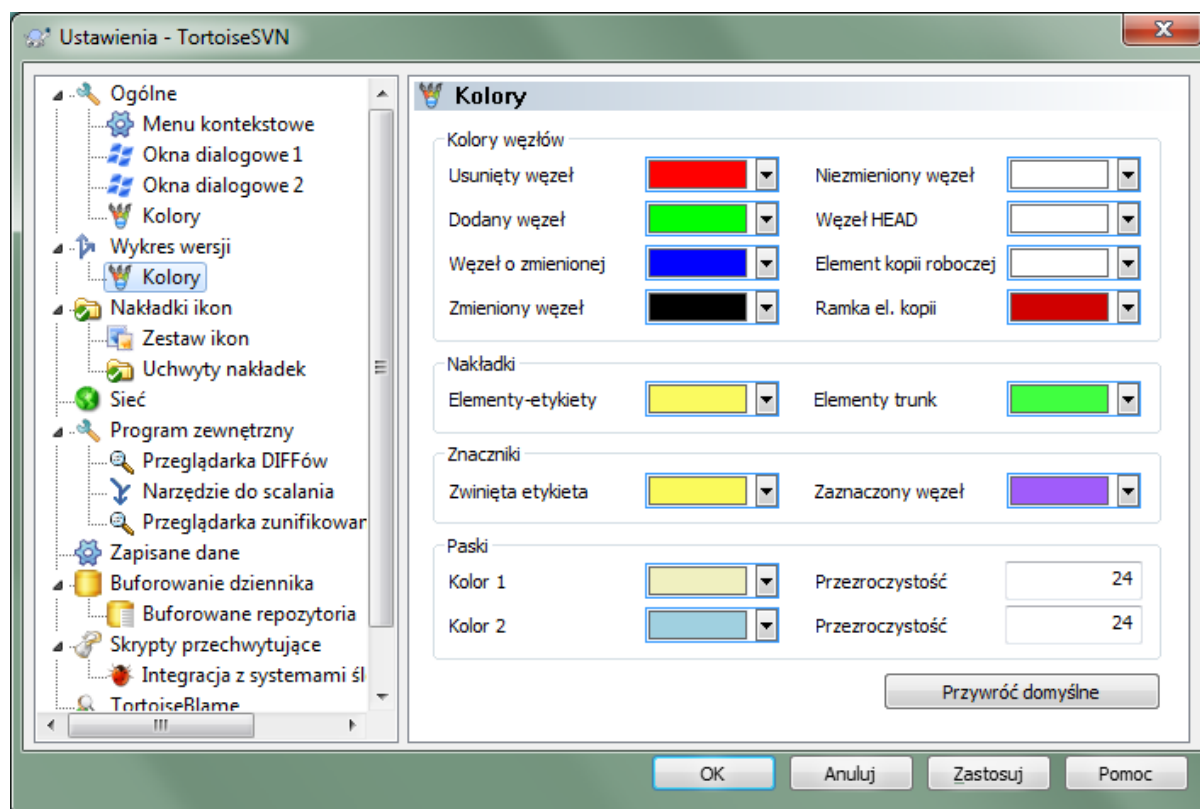 Ustawienia - TortoiseSVN
Ogólne
Menu kontekstowe
Okna dialogowe 1
Okna dialogowe 2
Kolory
Wykres wersji
Kolory
Nakładki ikon
Zestaw ikon
Uchwyty nakładek
Sieć
Program zewnętrzny
Przeglądarka DIFFów
Narzędzie do scalania
Przeglądarka zunifikowar
Zapisane dane
Buforowanie dziennika
Buforowane repozytoria
Skrypty przechwytujące
Integracja z systemami śl
TortoiseBlame
Kolory
Kolory węzłów
Usunięty węzeł
Niezmieniony węzeł
Dodany węzeł
Węzeł HEAD
Węzeł o zmienionej
Element kopii roboczej
Zmieniony węzeł
Ramka el. kopii
Nakładki
Elementy-etykiety
Elementy trunk
Znaczniki
Zwinięta etykieta
Zaznaczony węzeł
Paski
Kolor 1
Przezroczystość
24
Kolor 2
Przezroczystość
24
Przywróć domyślne
OK
Anuluj
Zastosuj
Pomoc